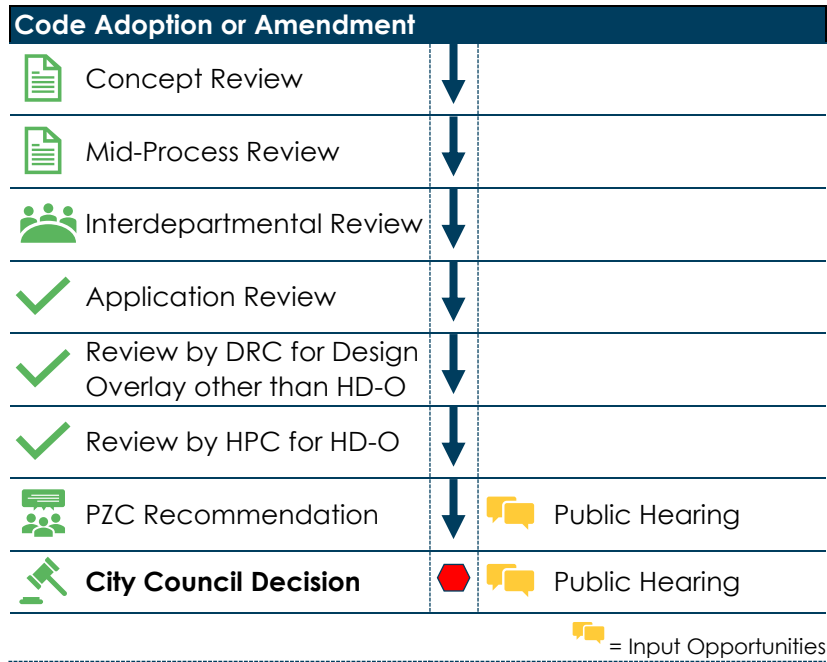 Code Adoption or Amendment
Concept Review
Mid-Process Review
Interdepartmental Review
Application Review
Review by DRC for Design
Overlay other than HD-O
Review by HPC for HD-O
PZC Recommendation
Public Hearing
City Council Decision
Public Hearing
= Input Opportunities